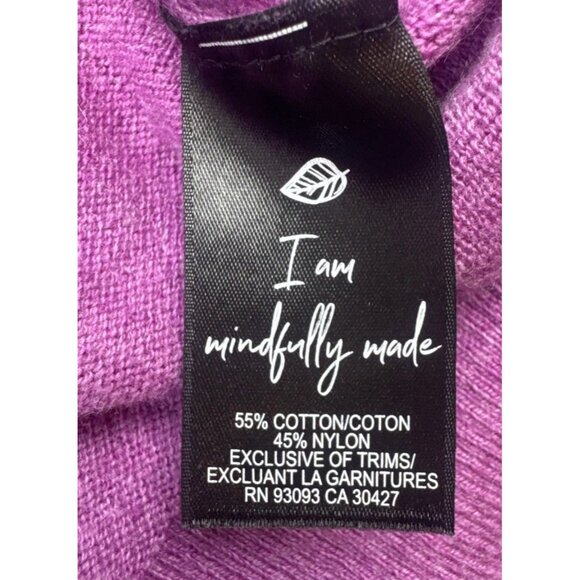 I am
mindfully made
55% COTTON/COTON
45% NYLON
EXCLUSIVE OF TRIMS/
EXCLUANT LA GARNITURES
RN 93093 CA 30427